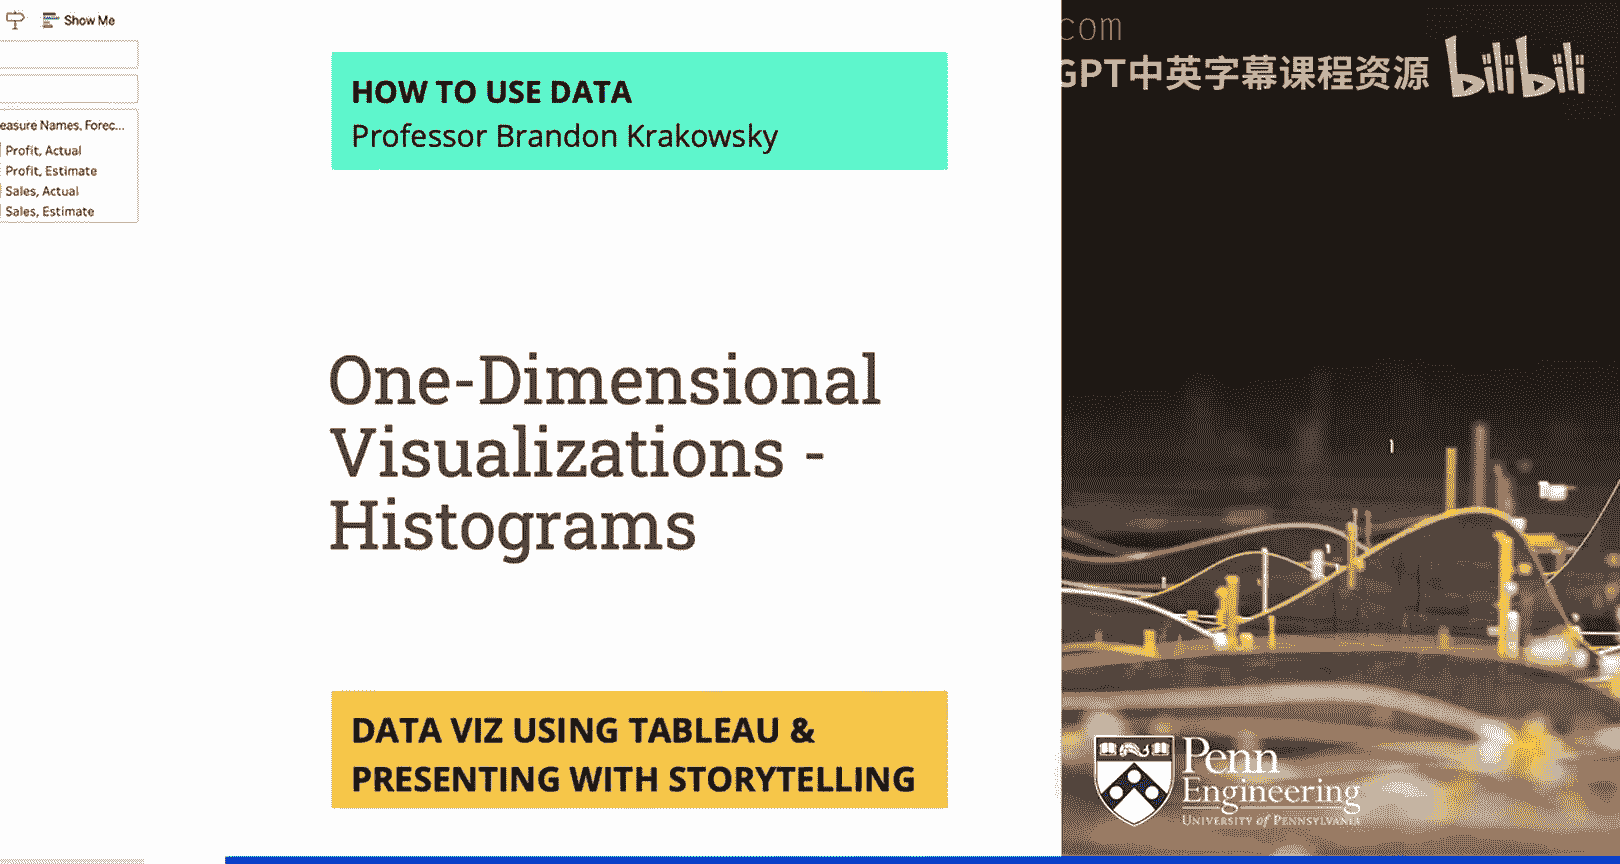 Show Me
easure Names, Forec...
Profit, Actual
Profit, Estimate
Sales, Actual
Sales, Estimate
HOW TO USE DATA
Professor Brandon Krakowsky
One-Dimensional
Visualizations -
Histograms
DATA VIZ USING TABLEAU &
PRESENTING WITH STORYTELLING
com
GPT中英字幕课程资源 bilibili
Penn
Engineering
UNIVERSITY of PENNSYLVANIA